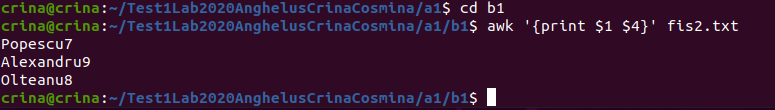 crina@crina:~/Test1Lab2020AnghelusCrinaCosmina/a1$ cd b1
crina@crina:~/Test1Lab2020AnghelusCrinaCosmina/a1/b1$ awk '{print $1 $4}' fis2.txt
Popescu7
Alexandru9
Olteanu8
crina@crina:~/Test1Lab2020AnghelusCrinaCosmina/a1/b1$